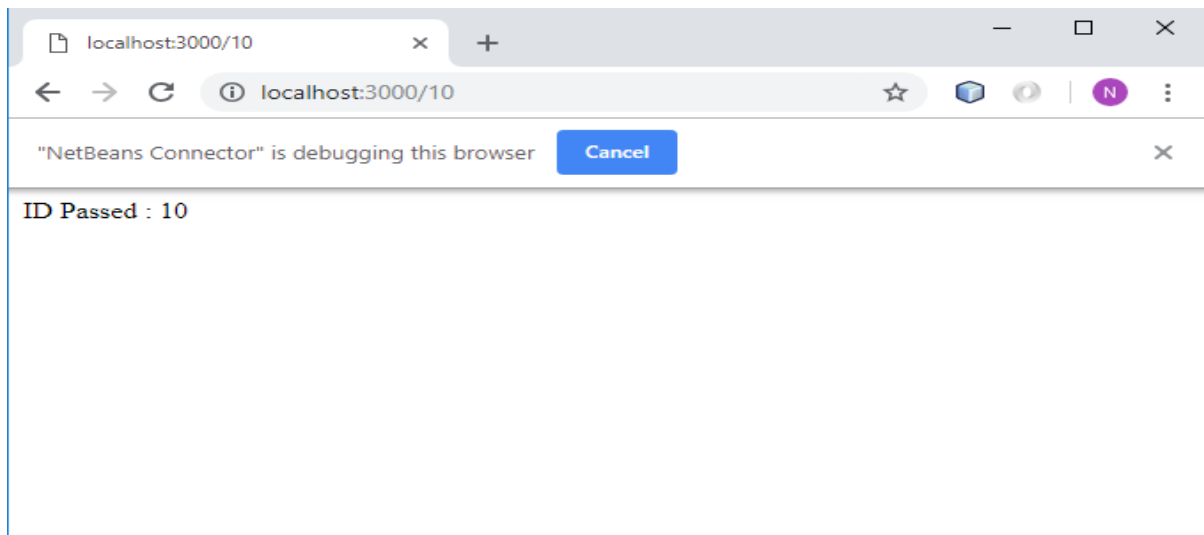 localhost:3000/10
localhost:3000/10
N
"NetBeans Connector" is debugging this browser
Cancel
ID Passed : 10